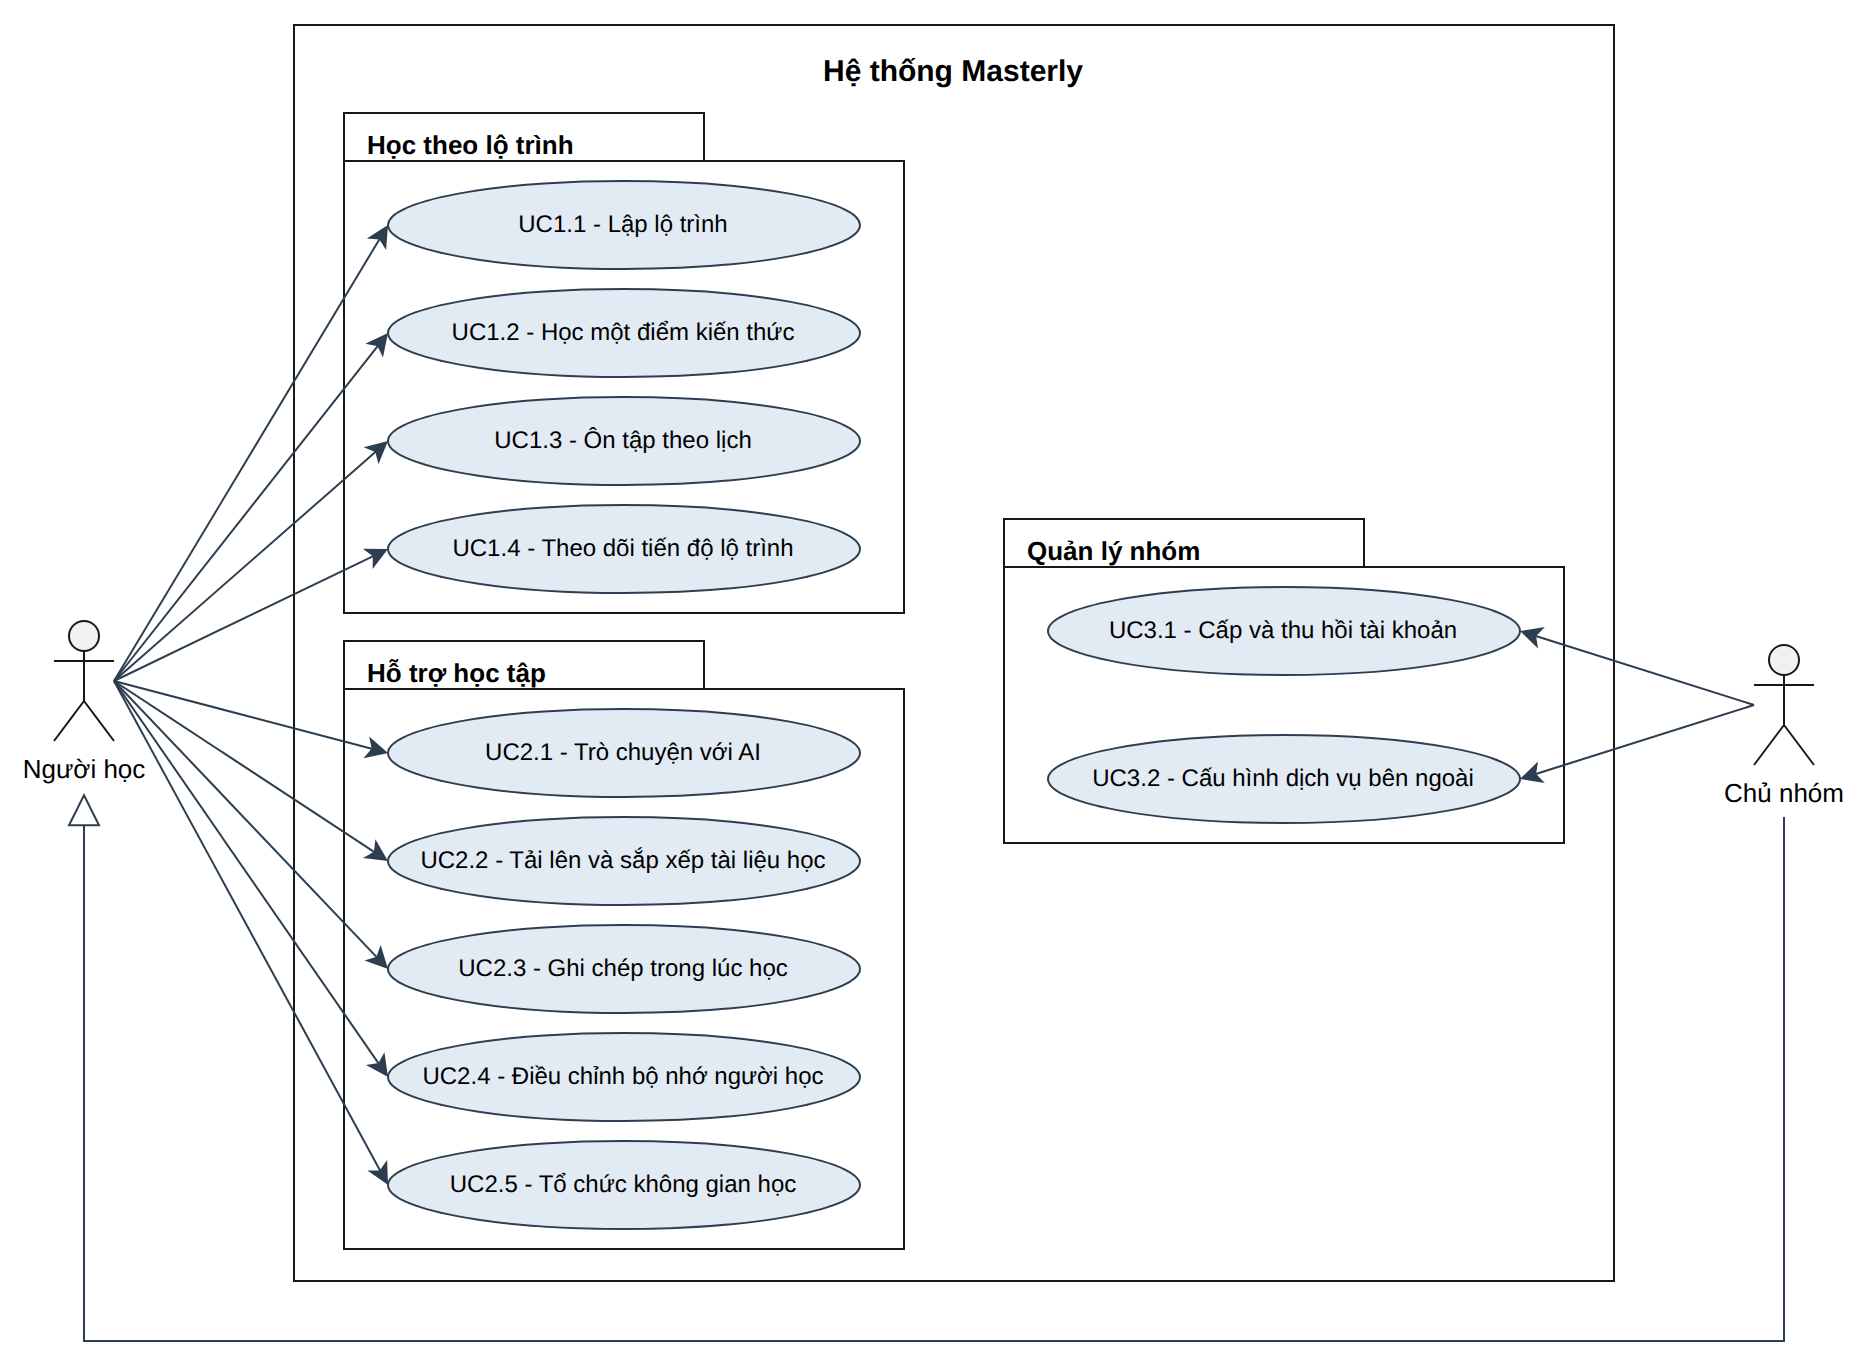 Hệ thống Masterly
Học theo lộ trình
UC1.1 - Lập lộ trình
UC1.2 - Học một điểm kiến thức
UC1.3 - Ôn tập theo lịch
UC1.4 - Theo dõi tiến độ lộ trình
Hỗ trợ học tập
UC2.1 - Trò chuyện với AI
UC2.2 - Tải lên và sắp xếp tài liệu học
UC2.3 - Ghi chép trong lúc học
UC2.4 - Điều chỉnh bộ nhớ người học
UC2.5 - Tổ chức không gian học
Quản lý nhóm
UC3.1 - Cấp và thu hồi tài khoản
UC3.2 - Cấu hình dịch vụ bên ngoài
Người học
Chủ nhóm